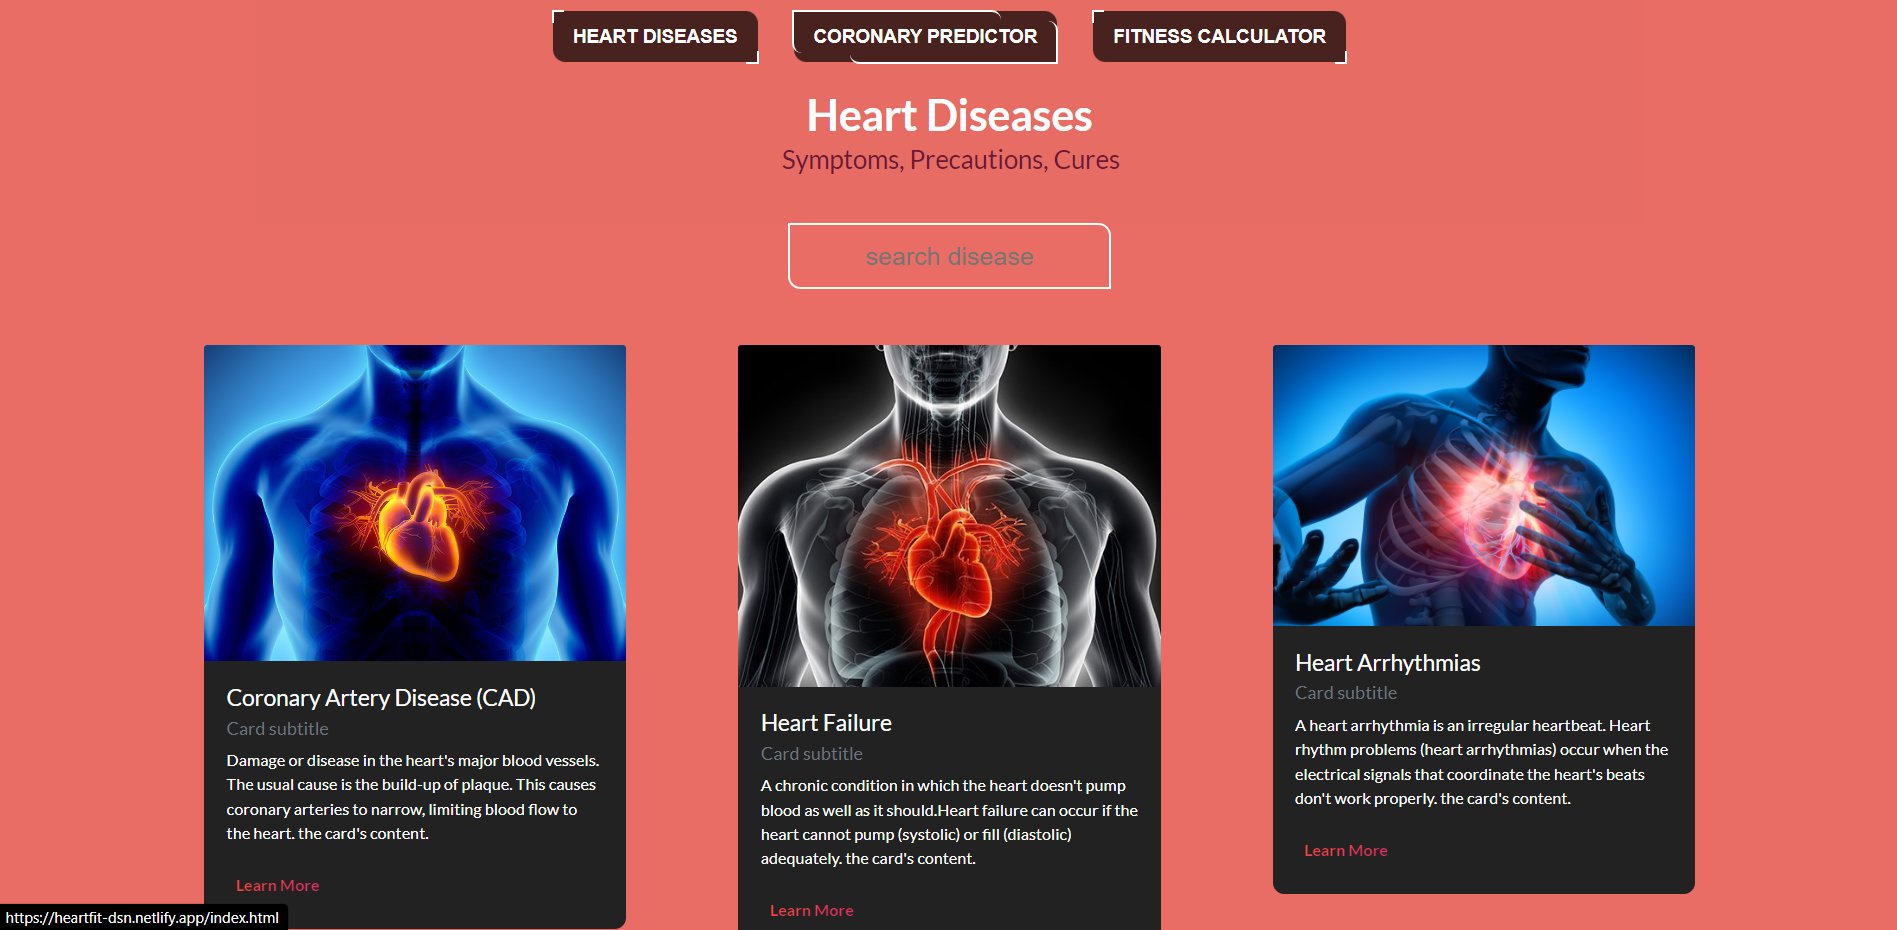 HEART DISEASES
CORONARY PREDICTOR
FITNESS CALCULATOR
Heart Diseases
Symptoms, Precautions, Cures
search disease
Coronary Artery Disease (CAD)
Card subtitle
Damage or disease in the heart's major blood vessels.
The usual cause is the build-up of plaque. This causes
coronary arteries to narrow, limiting blood flow to
the heart. the card's content.
Learn More
Heart Failure
Card subtitle
A chronic condition in which the heart doesn't pump
blood as well as it should.Heart failure can occur if the
heart cannot pump (systolic) or fill (diastolic)
adequately. the card's content.
Learn More
Heart Arrhythmias
Card subtitle
A heart arrhythmia is an irregular heartbeat. Heart
rhythm problems (heart arrhythmias) occur when the
electrical signals that coordinate the heart's beats
don't work properly. the card's content.
Learn More
https://heartfit-dsn.netlify.app/index.html